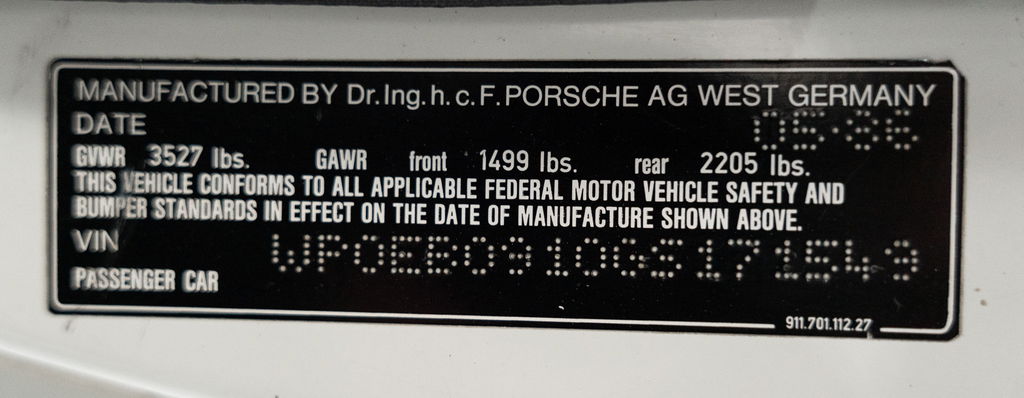 MANUFACTURED BY Dr.Ing.h.c.F.PORSCHE AG WEST GERMANY
DATE 05·86
GVWR 3527 lbs. GAWR front 1499 lbs. rear 2205 lbs.
THIS VEHICLE CONFORMS TO ALL APPLICABLE FEDERAL MOTOR VEHICLE SAFETY AND
BUMPER STANDARDS IN EFFECT ON THE DATE OF MANUFACTURE SHOWN ABOVE.
VIN WP0EB0910GS171549
PASSENGER CAR
911.701.112.27